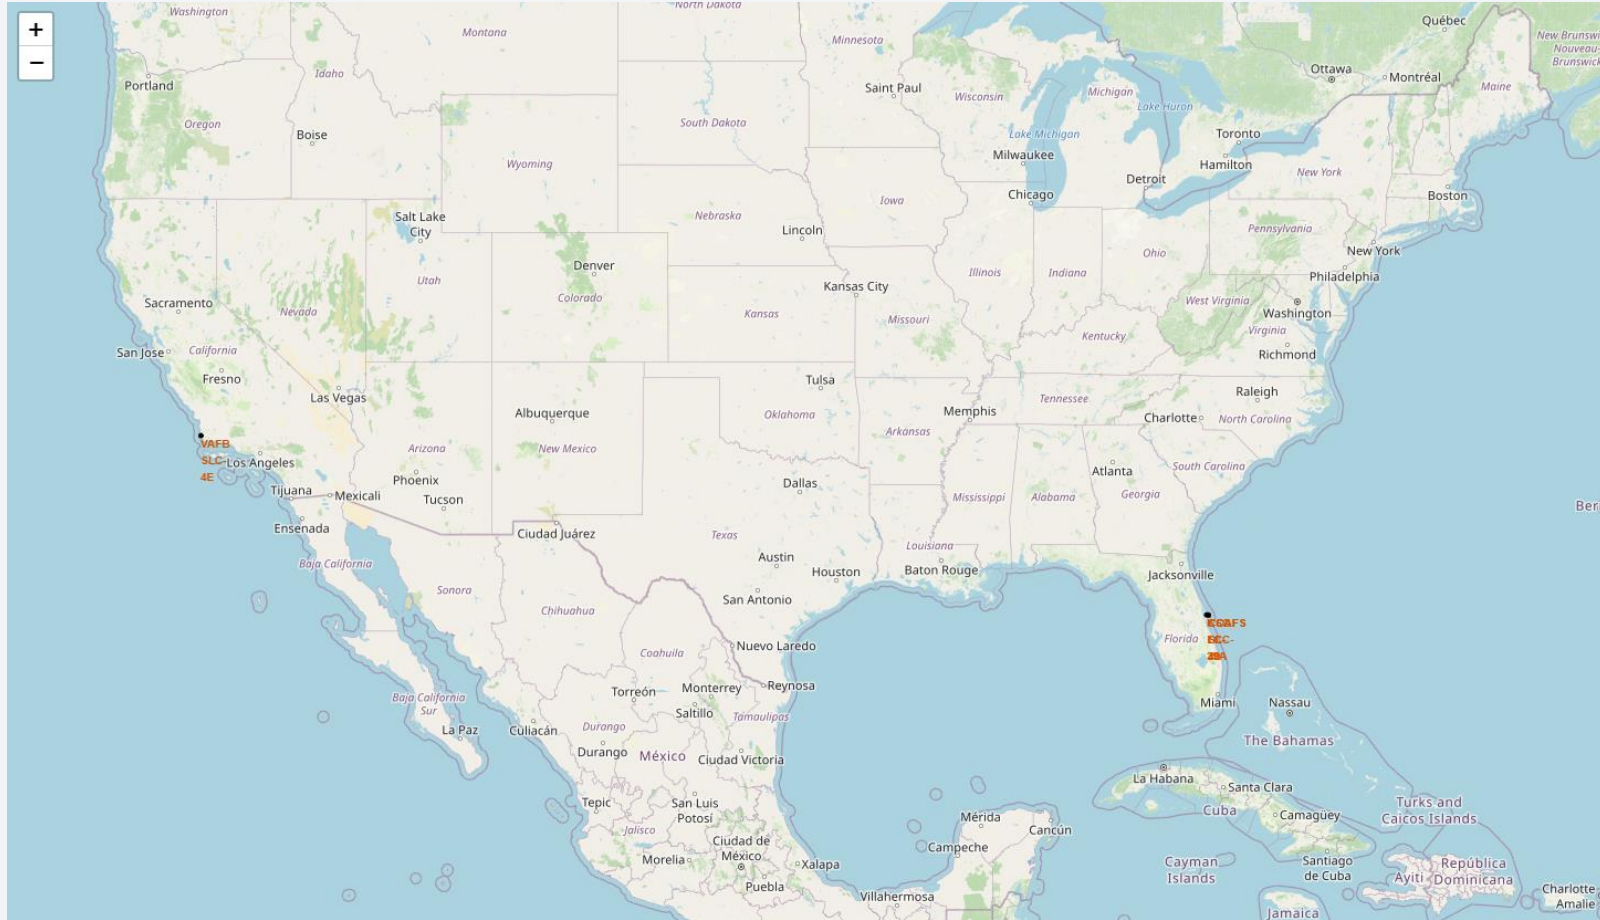 +
−
Washington
North Dakota
Montana
Minnesota
Québec
New Brunswi
Nouveau-
Brunswick
Portland
Idaho
Saint Paul
Wisconsin
Michigan
Lake Huron
Ottawa
Montréal
Maine
Oregon
Boise
South Dakota
Lake Michigan
Toronto
Wyoming
Milwaukee
Hamilton
Detroit
New York
Chicago
Boston
Iowa
Salt Lake
City
Nebraska
Lincoln
Pennsylvania
New York
Ohio
Denver
Utah
Illinois
Indiana
Philadelphia
Kansas City
Colorado
Sacramento
Nevada
Kansas
Missouri
West Virginia
Washington
Virginia
Kentucky
San Jose
California
Richmond
Fresno
Tulsa
Las Vegas
Raleigh
Tennessee
Albuquerque
Oklahoma
Memphis
Charlotte
North Carolina
Arkansas
VAFB
SLC-
4E
Los Angeles
Arizona
New Mexico
South Carolina
Atlanta
Phoenix
Dallas
Tijuana
Mexicali
Tucson
Mississippi
Alabama
Georgia
Ensenada
Ciudad Juárez
Texas
Louisiana
Ber
Baja California
Austin
Houston
Baton Rouge
Jacksonville
Sonora
Chihuahua
San Antonio
Florida
Coahuila
Nuevo Laredo
Torreón
Monterrey
Reynosa
Baja California
Sur
Saltillo
Tamaulipas
Miami
Nassau
La Paz
Culiacán
Durango
Durango
México
Ciudad Victoria
The Bahamas
La Habana
Santa Clara
Tepic
San Luis
Potosí
Cuba
Camagüey
Turks and
Caicos Islands
Mérida
Cancún
Jalisco
Ciudad de
México
Campeche
Morelia
Xalapa
Cayman
Islands
Santiago
de Cuba
Ayiti
República
Dominicana
Puebla
Villahermosa
Jamaica
Charlotte
Amalie